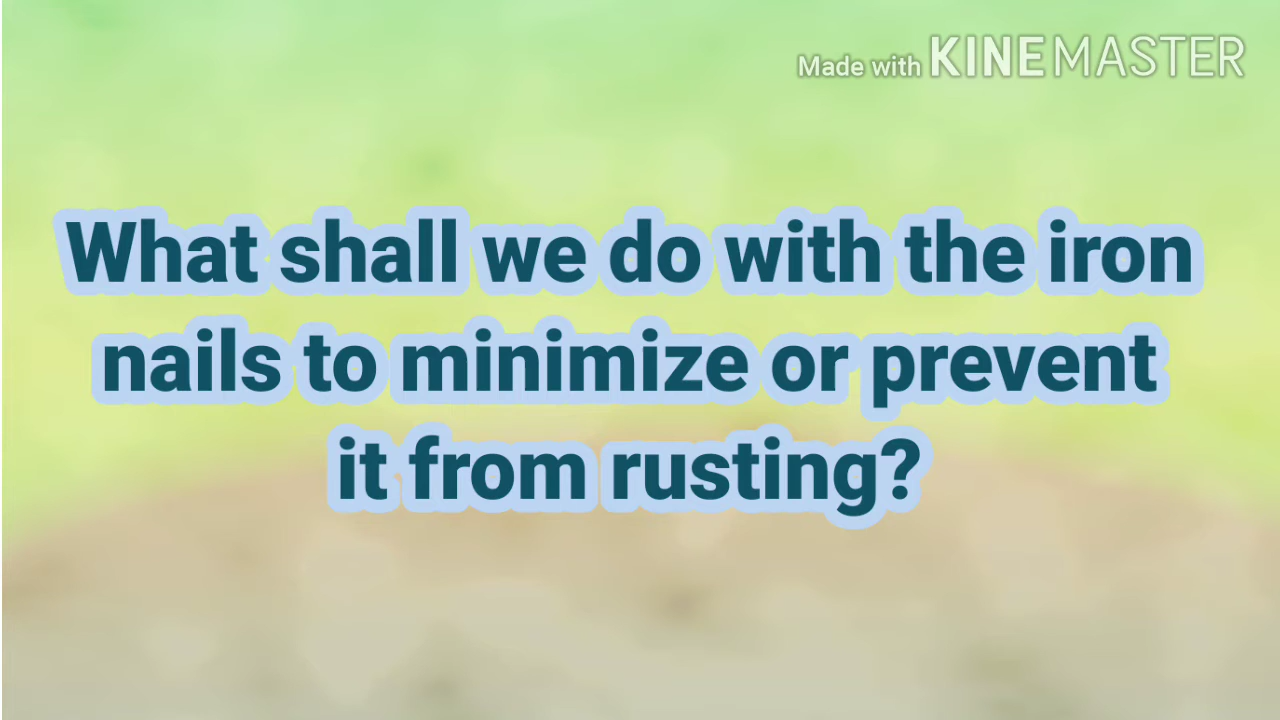 Made with KINEMASTER
What shall we do with the iron
nails to minimize or prevent
it from rusting?